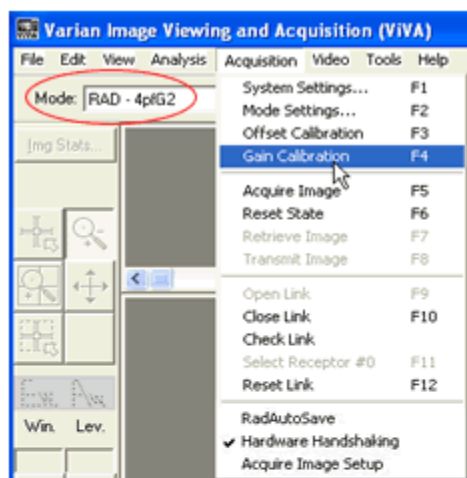 Varian Image Viewing and Acquisition (ViVA)
File Edit View Analysis Acquisition Video Tools Help
Mode: RAD - 4pfG2
Img Stats...
System Settings... F1
Mode Settings... F2
Offset Calibration F3
Gain Calibration F4
Acquire Image F5
Reset State F6
Retrieve Image F7
Transmit Image F8
Open Link F9
Close Link F10
Check Link
Select Receptor #0 F11
Reset Link F12
RadAutoSave
Hardware Handshaking
Acquire Image Setup
Win. Lev.